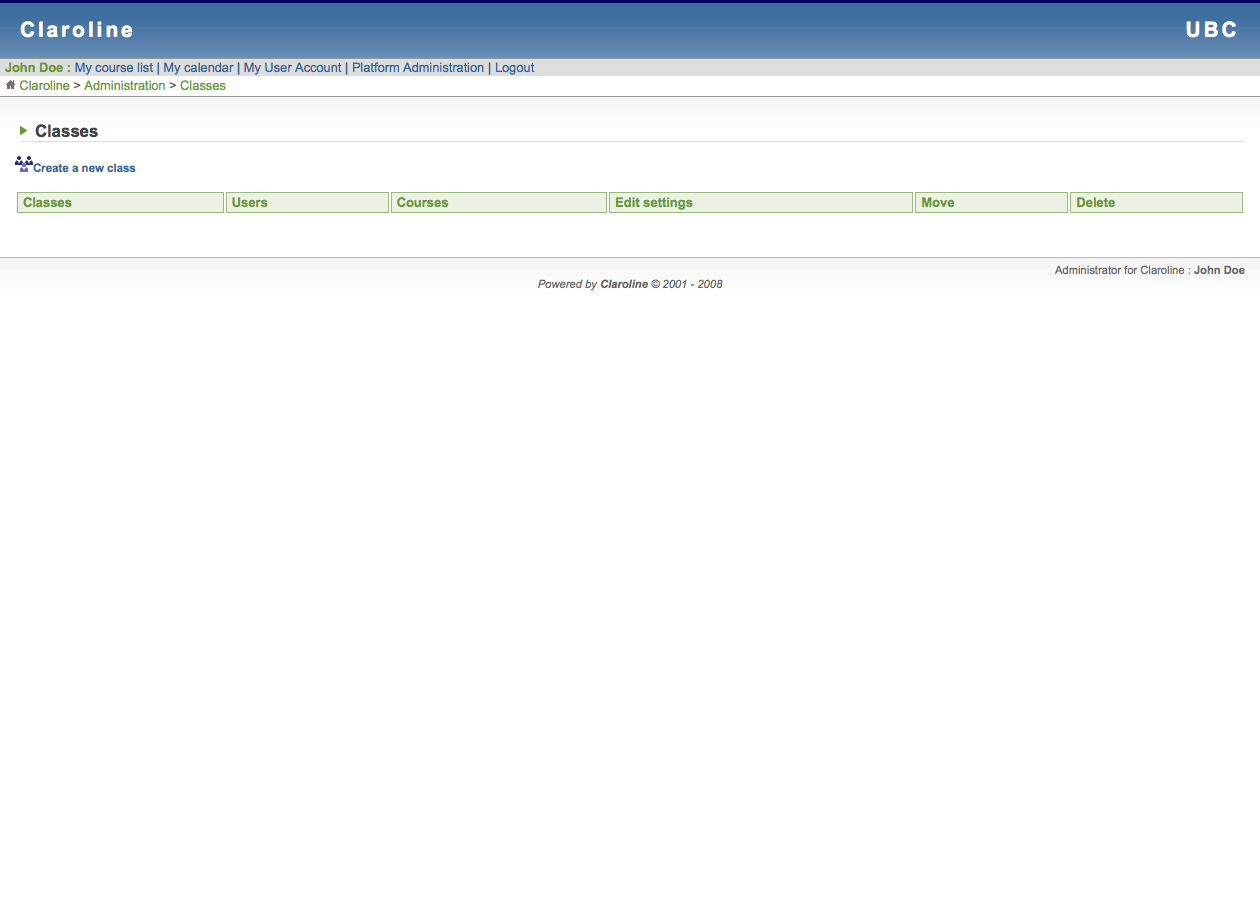 Claroline UBC
John Doe : My course list | My calendar | My User Account | Platform Administration | Logout
Claroline > Administration > Classes
Classes
Create a new class
Classes Users Courses Edit settings Move Delete
Administrator for Claroline : John Doe
Powered by Claroline © 2001 - 2008